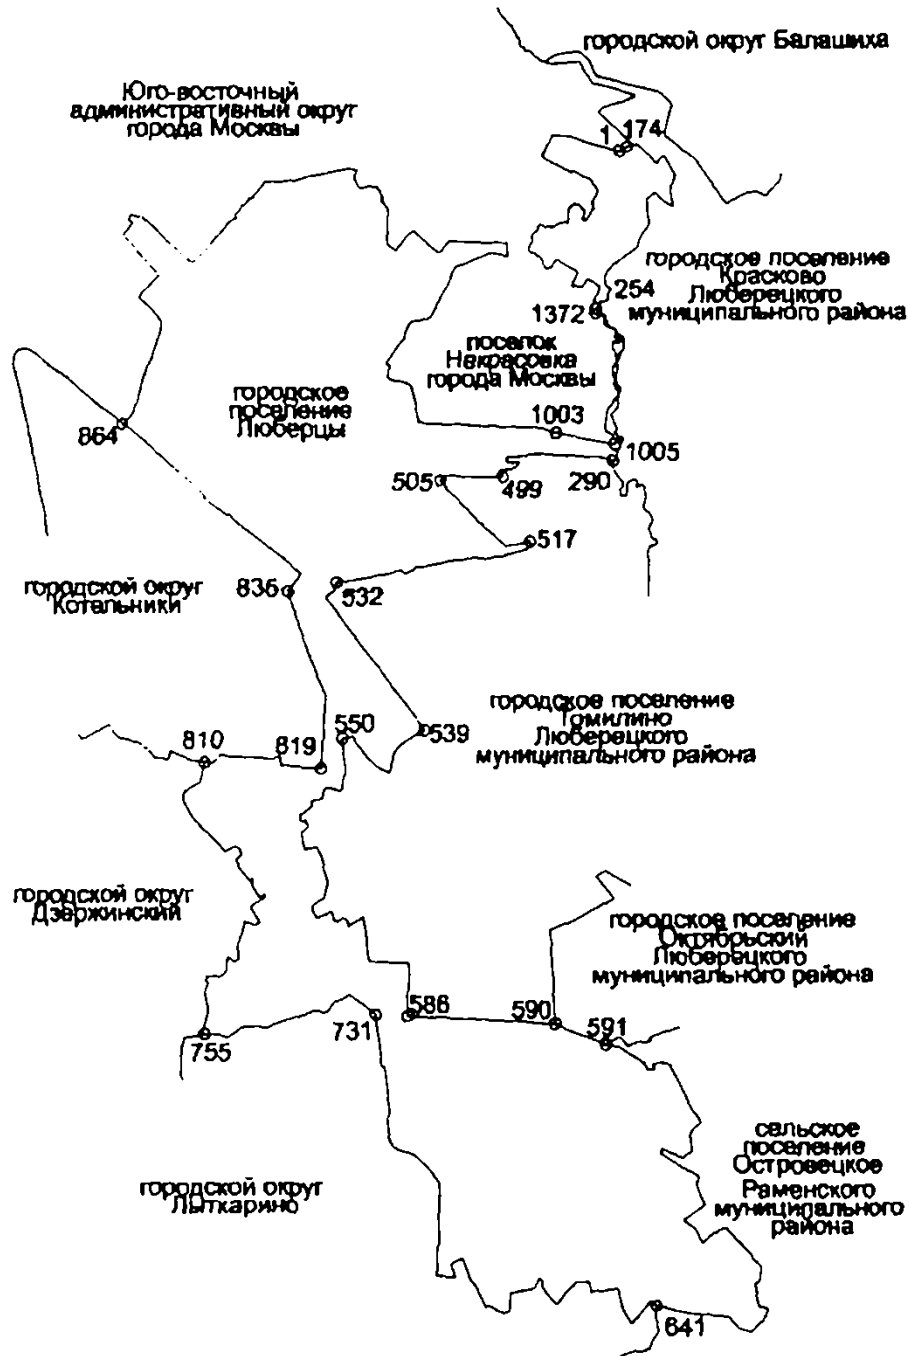 городской округ Балашиха
Юго-восточный
административный округ
города Москвы
1
174
городское поселение
Красково
Люберецкого
муниципального района
254
1372
поселок
Некрасовка
города Москвы
городское
поселение
Люберцы
864
1003
1005
505
499
290
517
городской округ
Котельники
836
532
городское поселение
Томилино
Люберецкого
муниципального района
550
539
810
819
городской округ
Дзержинский
городское поселение
Октябрьский
Люберецкого
муниципального района
586
590
591
731
755
сельское
поселение
Островецкое
Раменского
муниципального
района
городской округ
Лыткарино
641